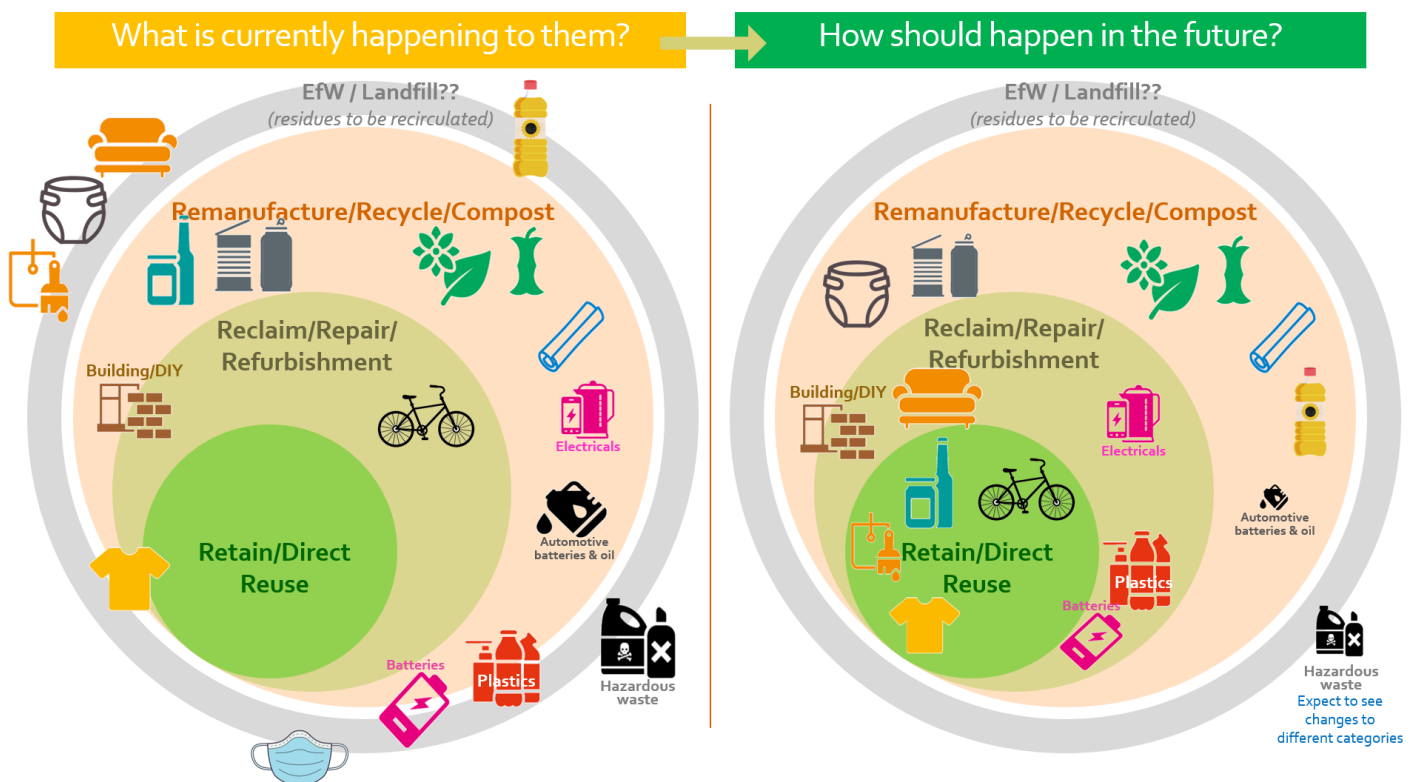 What is currently happening to them?
How should happen in the future?
EfW / Landfill??
(residues to be recirculated)
Remanufacture/Recycle/Compost
Reclaim/Repair/
Refurbishment
Building/DIY
Electricals
Automotive
batteries & oil
Retain/Direct
Reuse
Hazardous
waste
Batteries
Plastics
EfW / Landfill??
(residues to be recirculated)
Remanufacture/Recycle/Compost
Reclaim/Repair/
Refurbishment
Building/DIY
Electricals
Automotive
batteries & oil
Retain/Direct
Reuse
Plastics
Batteries
Hazardous
waste
Expect to see
changes to
different categories